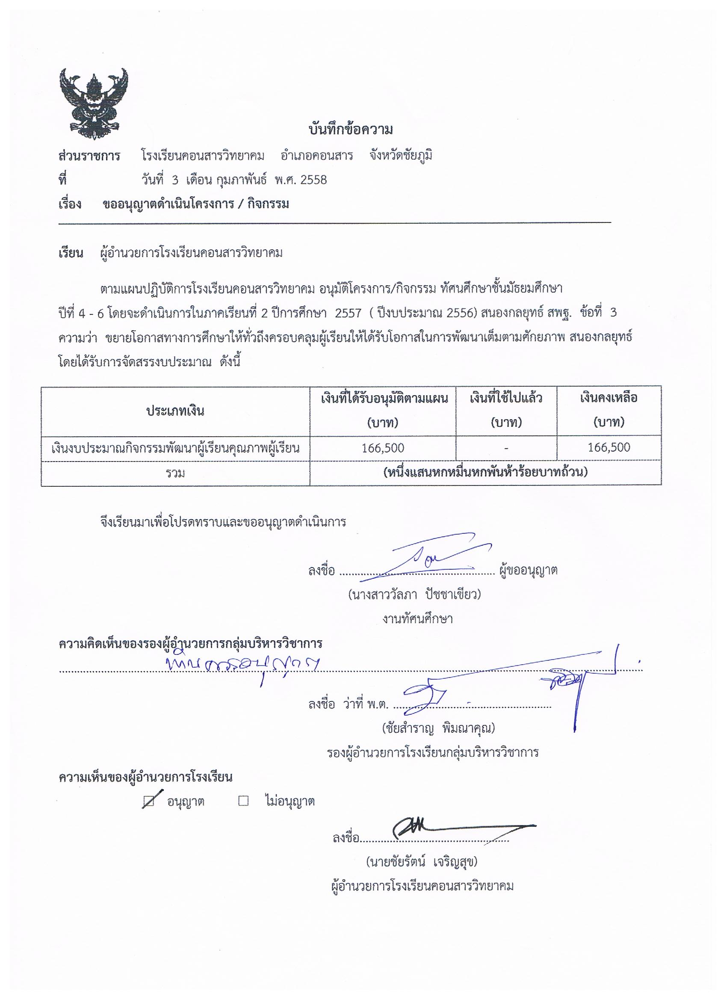 บันทึกข้อความ
ส่วนราชการ โรงเรียนคอนสารวิทยาคม อำเภอคอนสาร จังหวัดชัยภูมิ
ที่ วันที่ 3 เดือน กุมภาพันธ์ พ.ศ. 2558
เรื่อง ขออนุญาตดำเนินโครงการ / กิจกรรม
เรียน ผู้อำนวยการโรงเรียนคอนสารวิทยาคม
ตามแผนปฏิบัติการโรงเรียนคอนสารวิทยาคม อนุมัติโครงการ/กิจกรรม ทัศนศึกษาชั้นมัธยมศึกษา
ปีที่ 4 - 6 โดยจะดำเนินการในภาคเรียนที่ 2 ปีการศึกษา 2557 ( ปีงบประมาณ 2556) สนองกลยุทธ์ สพฐ. ข้อที่ 3
ความว่า ขยายโอกาสทางการศึกษาให้ทั่วถึงครอบคลุมผู้เรียนให้ได้รับโอกาสในการพัฒนาเต็มตามศักยภาพ สนองกลยุทธ์
โดยได้รับการจัดสรรงบประมาณ ดังนี้
ประเภทเงิน เงินที่ได้รับอนุมัติตามแผน (บาท) เงินที่ใช้ไปแล้ว (บาท) เงินคงเหลือ (บาท)
เงินงบประมาณกิจกรรมพัฒนาผู้เรียนคุณภาพผู้เรียน 166,500 - 166,500
รวม (หนึ่งแสนหกหมื่นหกพันห้าร้อยบาทถ้วน)
จึงเรียนมาเพื่อโปรดทราบและขออนุญาตดำเนินการ
ลงชื่อ ................................................... ผู้ขออนุญาต
(นางสาววัลภา ปัชชาเขียว)
งานทัศนศึกษา
ความคิดเห็นของรองผู้อำนวยการกลุ่มบริหารวิชาการ
เห็นควรอนุญาต
ลงชื่อ ว่าที่ พ.ต. ....................................................
(ชัยสำราญ พิมณาคุณ)
รองผู้อำนวยการโรงเรียนกลุ่มบริหารวิชาการ
ความเห็นของผู้อำนวยการโรงเรียน
☑ อนุญาต ☐ ไม่อนุญาต
ลงชื่อ.................................................
(นายชัยรัตน์ เจริญสุข)
ผู้อำนวยการโรงเรียนคอนสารวิทยาคม